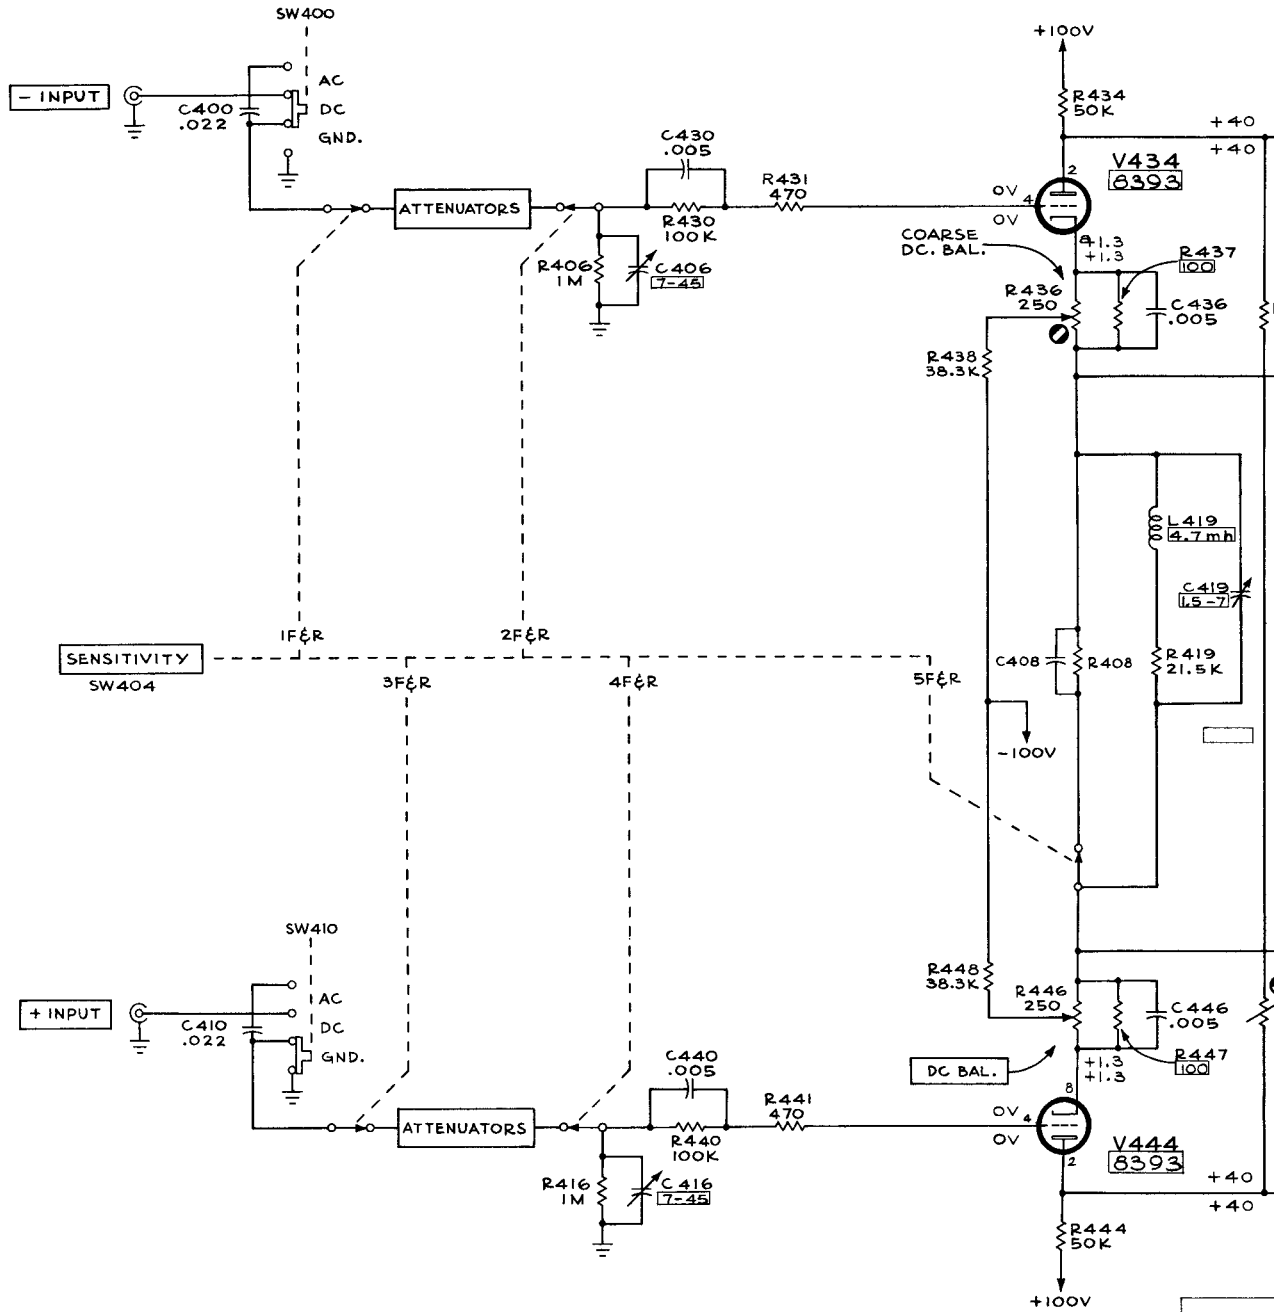 SW400
+100V
- INPUT
AC
DC
GND.
C400
.022
R434
50K
+40
+40
C430
.005
V434
8393
2
R431
470
0V
4
0V
ATTENUATORS
R430
100K
COARSE
DC. BAL.
8
+1.3
+1.3
R437
100
R406
1M
C406
7-45
R436
250
C436
.005
R438
38.3K
L419
4.7mh
C419
1.5-7
1F&R
2F&R
SENSITIVITY
SW404
3F&R
4F&R
5F&R
C408
R408
R419
21.5K
-100V
SW410
+ INPUT
AC
DC
GND.
C410
.022
R448
38.3K
R446
250
C446
.005
C440
.005
DC BAL.
+1.3
+1.3
R447
100
R441
470
8
0V
4
0V
ATTENUATORS
R440
100K
V444
8393
2
R416
1M
C416
7-45
+40
+40
R444
50K
+100V